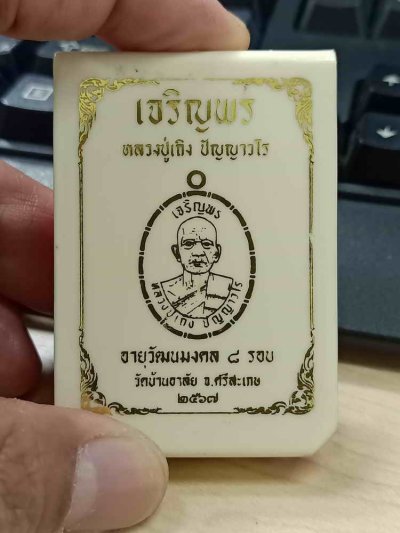 เจริญพร
หลวงปู่เถิง ปัญญาวโร
เจริญพร
หลวงปู่เถิง ปัญญาวโร
อายุวัฒนมงคล ๘ รอบ
วัดบ้านอาลัย จ.ศรีสะเกษ
๒๕๖๗